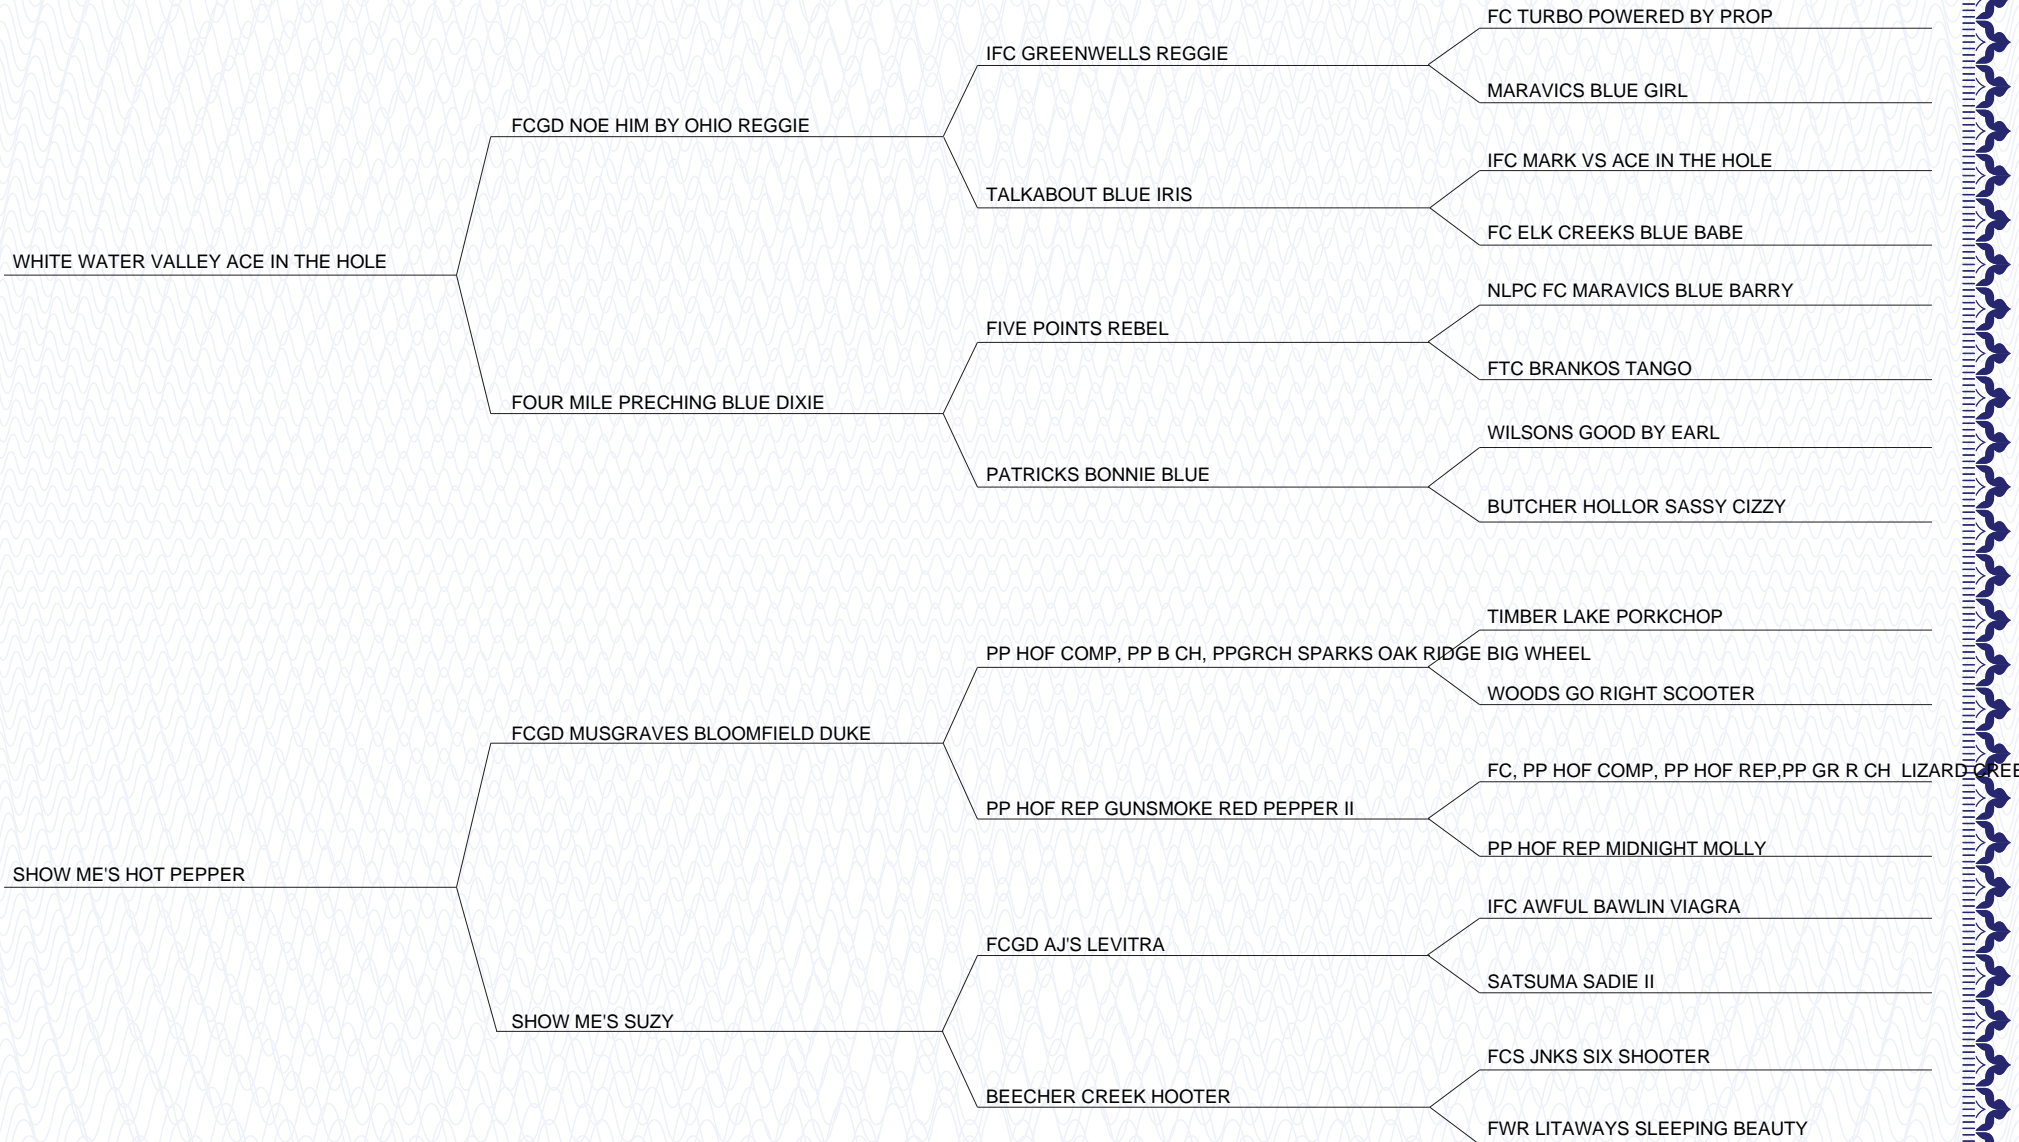 FC TURBO POWERED BY PROP
IFC GREENWELLS REGGIE
MARAVICS BLUE GIRL
FCGD NOE HIM BY OHIO REGGIE
IFC MARK VS ACE IN THE HOLE
TALKABOUT BLUE IRIS
FC ELK CREEKS BLUE BABE
WHITE WATER VALLEY ACE IN THE HOLE
NLPC FC MARAVICS BLUE BARRY
FIVE POINTS REBEL
FTC BRANKOS TANGO
FOUR MILE PRECHING BLUE DIXIE
WILSONS GOOD BY EARL
PATRICKS BONNIE BLUE
BUTCHER HOLLOR SASSY CIZZY
TIMBER LAKE PORKCHOP
PP HOF COMP, PP B CH, PPGRCH SPARKS OAK RIDGE BIG WHEEL
WOODS GO RIGHT SCOOTER
FCGD MUSGRAVES BLOOMFIELD DUKE
FC, PP HOF COMP, PP HOF REP,PP GR R CH LIZARD
PP HOF REP GUNSMOKE RED PEPPER II
PP HOF REP MIDNIGHT MOLLY
SHOW ME'S HOT PEPPER
IFC AWFUL BAWLIN VIAGRA
FCGD AJ'S LEVITRA
SATSUMA SADIE II
SHOW ME'S SUZY
FCS JNKS SIX SHOOTER
BEECHER CREEK HOOTER
FWR LITAWAYS SLEEPING BEAUTY